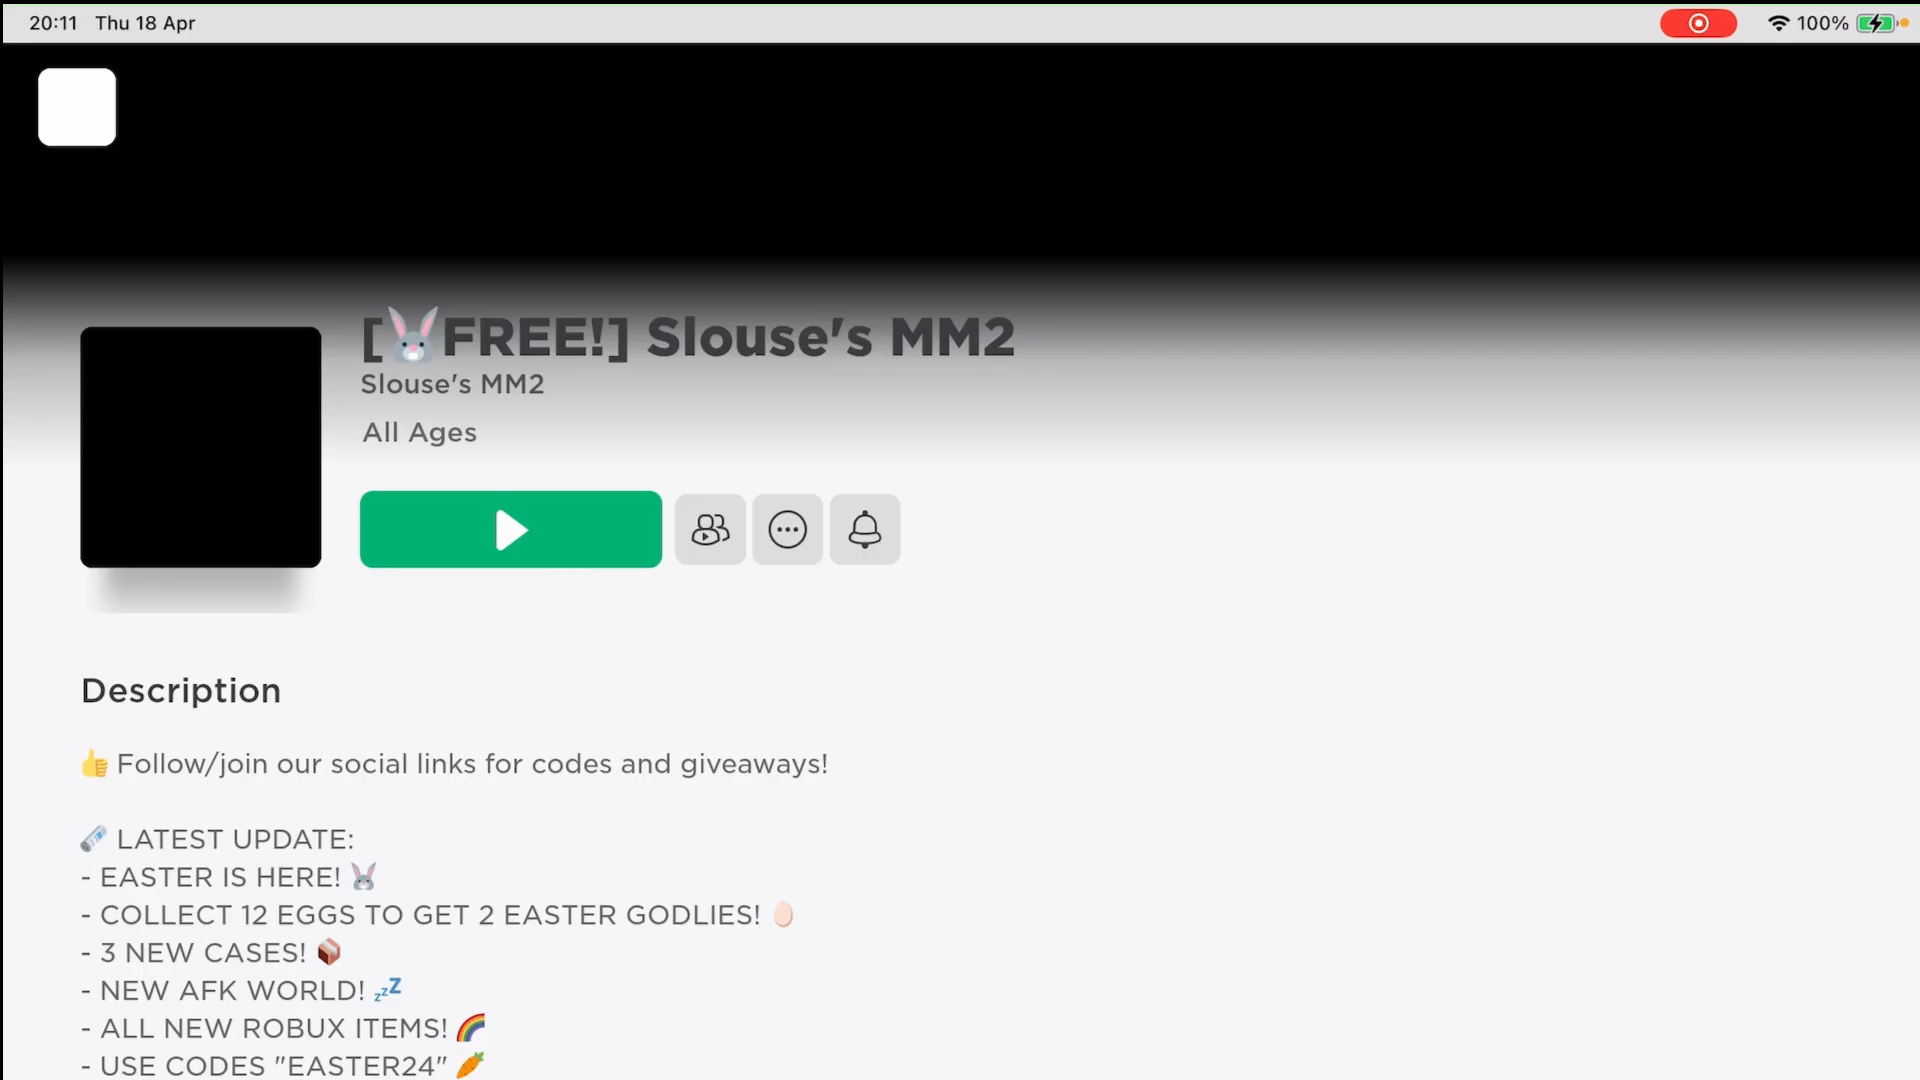 20:11 Thu 18 Apr 100%
[🐰FREE!] Slouse's MM2
Slouse's MM2
All Ages
Description
👍 Follow/join our social links for codes and giveaways!
🗞️ LATEST UPDATE:
- EASTER IS HERE! 🐰
- COLLECT 12 EGGS TO GET 2 EASTER GODLIES! 🥚
- 3 NEW CASES! 📦
- NEW AFK WORLD! 💤
- ALL NEW ROBUX ITEMS! 🌈
- USE CODES "EASTER24" 🥕